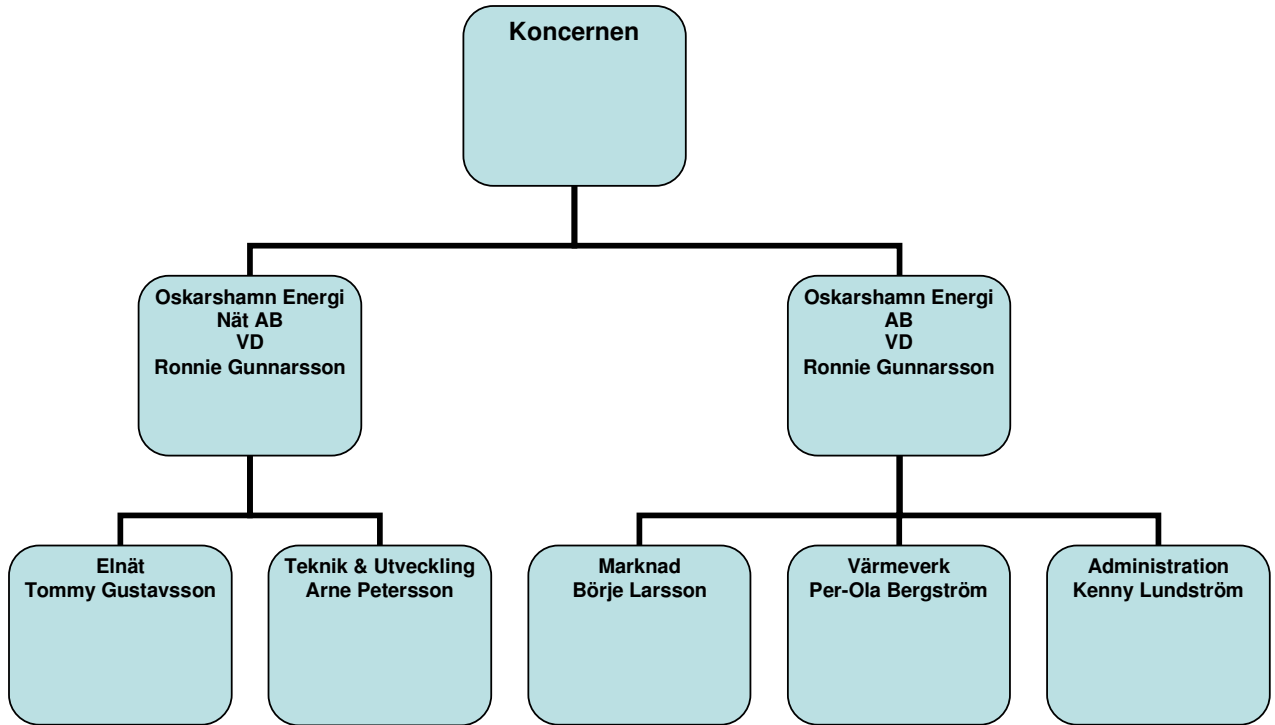 Koncernen
Oskarshamn Energi
Nät AB
VD
Ronnie Gunnarsson
Oskarshamn Energi
AB
VD
Ronnie Gunnarsson
Elnät
Tommy Gustavsson
Teknik & Utveckling
Arne Petersson
Marknad
Börje Larsson
Värmeverk
Per-Ola Bergström
Administration
Kenny Lundström